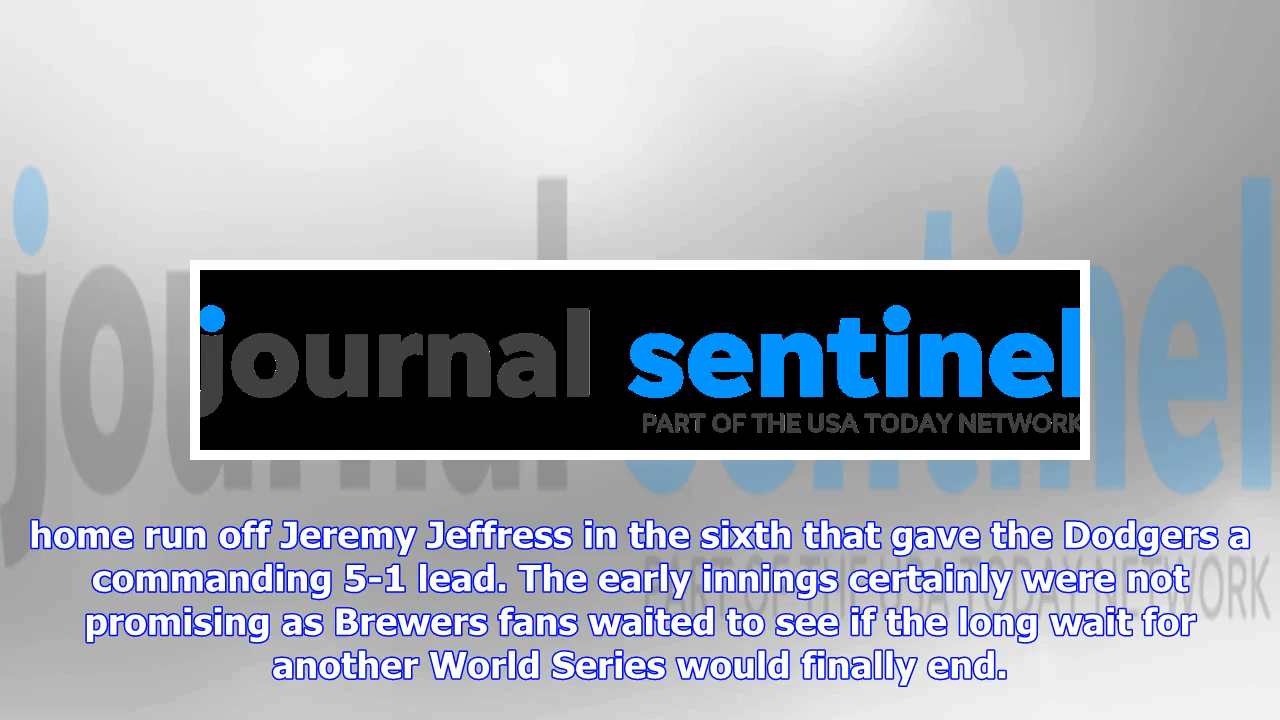 journal sentinel
PART OF THE USA TODAY NETWORK
home run off Jeremy Jeffress in the sixth that gave the Dodgers a
commanding 5-1 lead. The early innings certainly were not
promising as Brewers fans waited to see if the long wait for
another World Series would finally end.